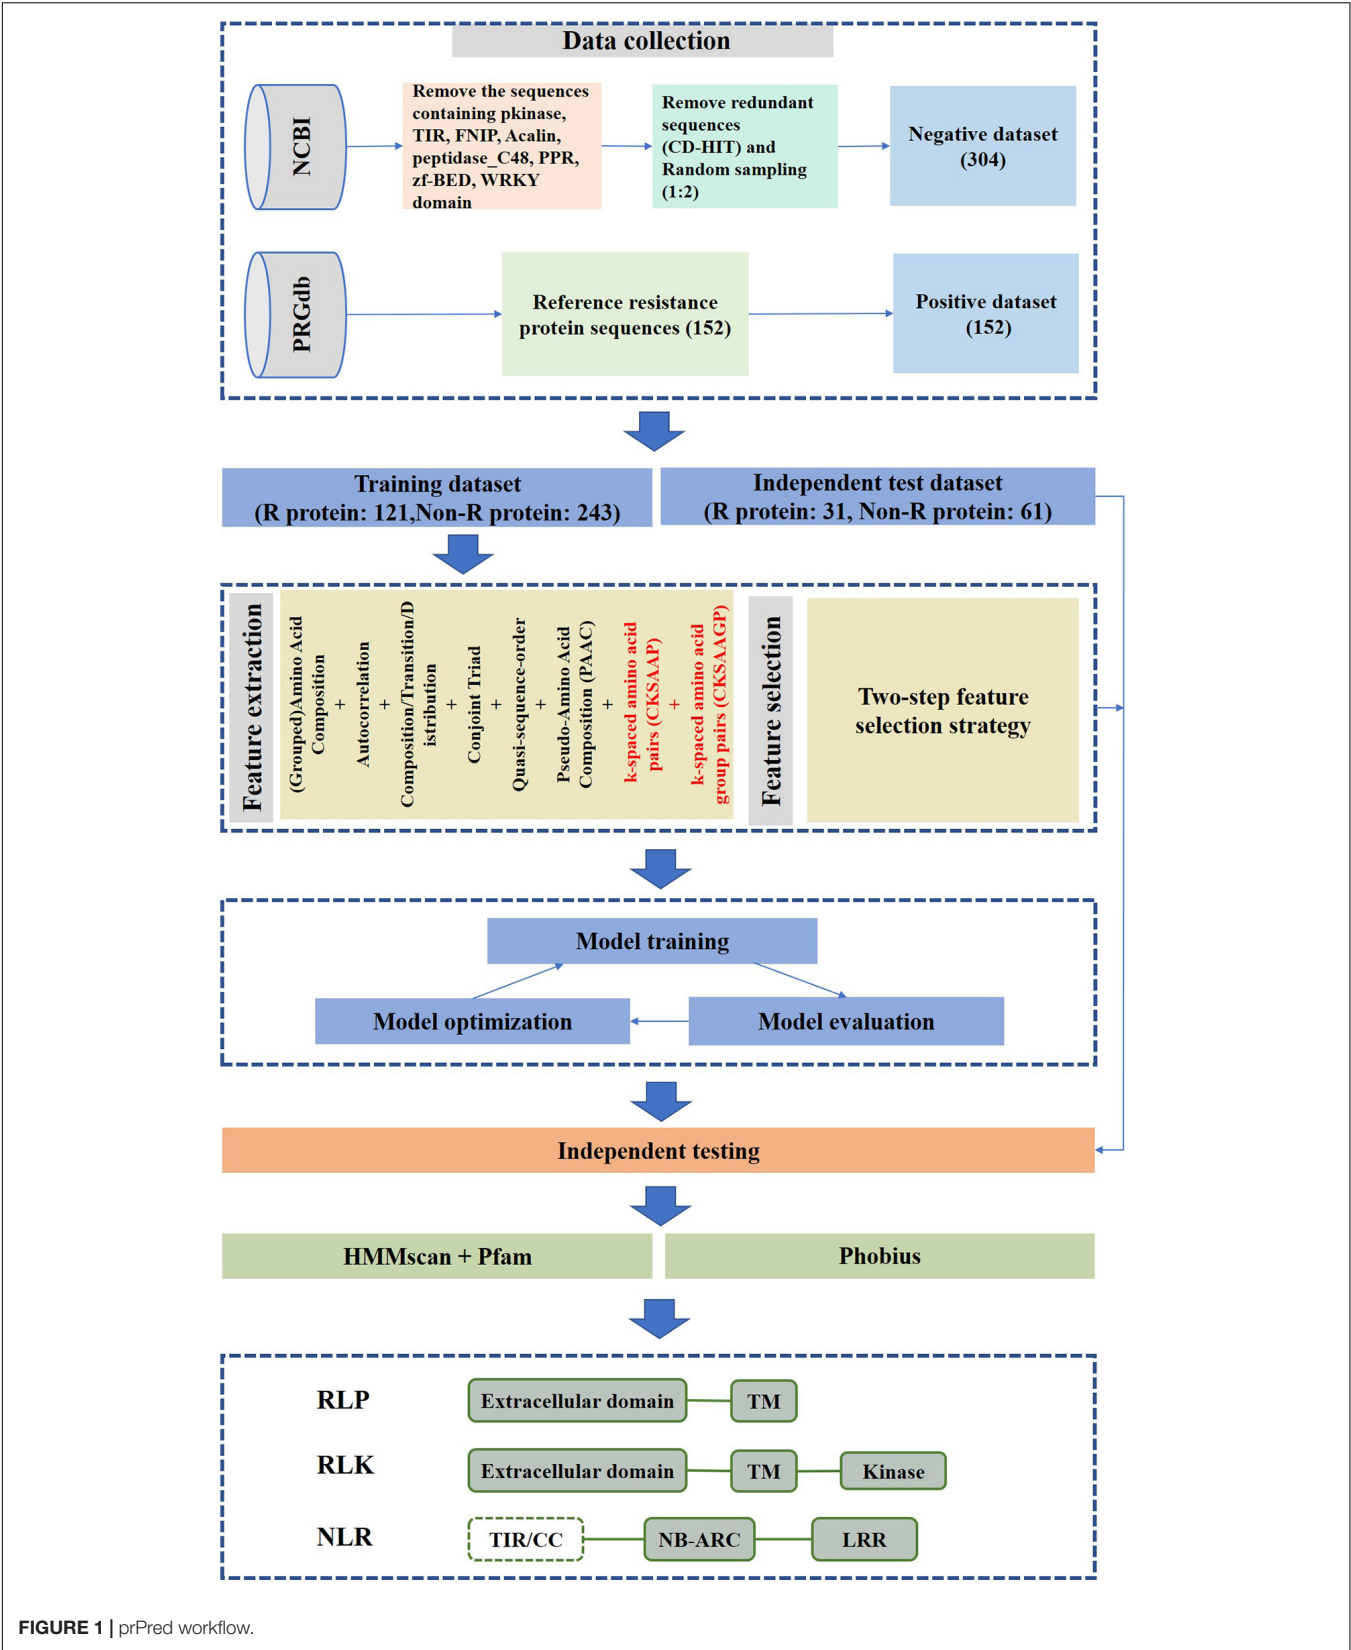 Data collection
NCBI
Remove the sequences
containing pkinase,
TIR, FNIP, Acalin,
peptidase_C48, PPR,
zf-BED, WRKY
domain
Remove redundant
sequences
(CD-HIT) and
Random sampling
(1:2)
Negative dataset
(304)
PRGdb
Reference resistance
protein sequences (152)
Positive dataset
(152)
Training dataset
(R protein: 121,Non-R protein: 243)
Independent test dataset
(R protein: 31, Non-R protein: 61)
Feature extraction
(Grouped)Amino Acid
Composition
+
Autocorrelation
+
Composition/Transition/D
istribution
+
Conjoint Triad
+
Quasi-sequence-order
+
Pseudo-Amino Acid
Composition (PAAC)
+
k-spaced amino acid
pairs (CKSAAP)
+
k-spaced amino acid
group pairs (CKSAAGP)
Feature selection
Two-step feature
selection strategy
Model training
Model optimization
Model evaluation
Independent testing
HMMscan + Pfam
Phobius
RLP
Extracellular domain
TM
RLK
Extracellular domain
TM
Kinase
NLR
TIR/CC
NB-ARC
LRR
FIGURE 1 | prPred workflow.